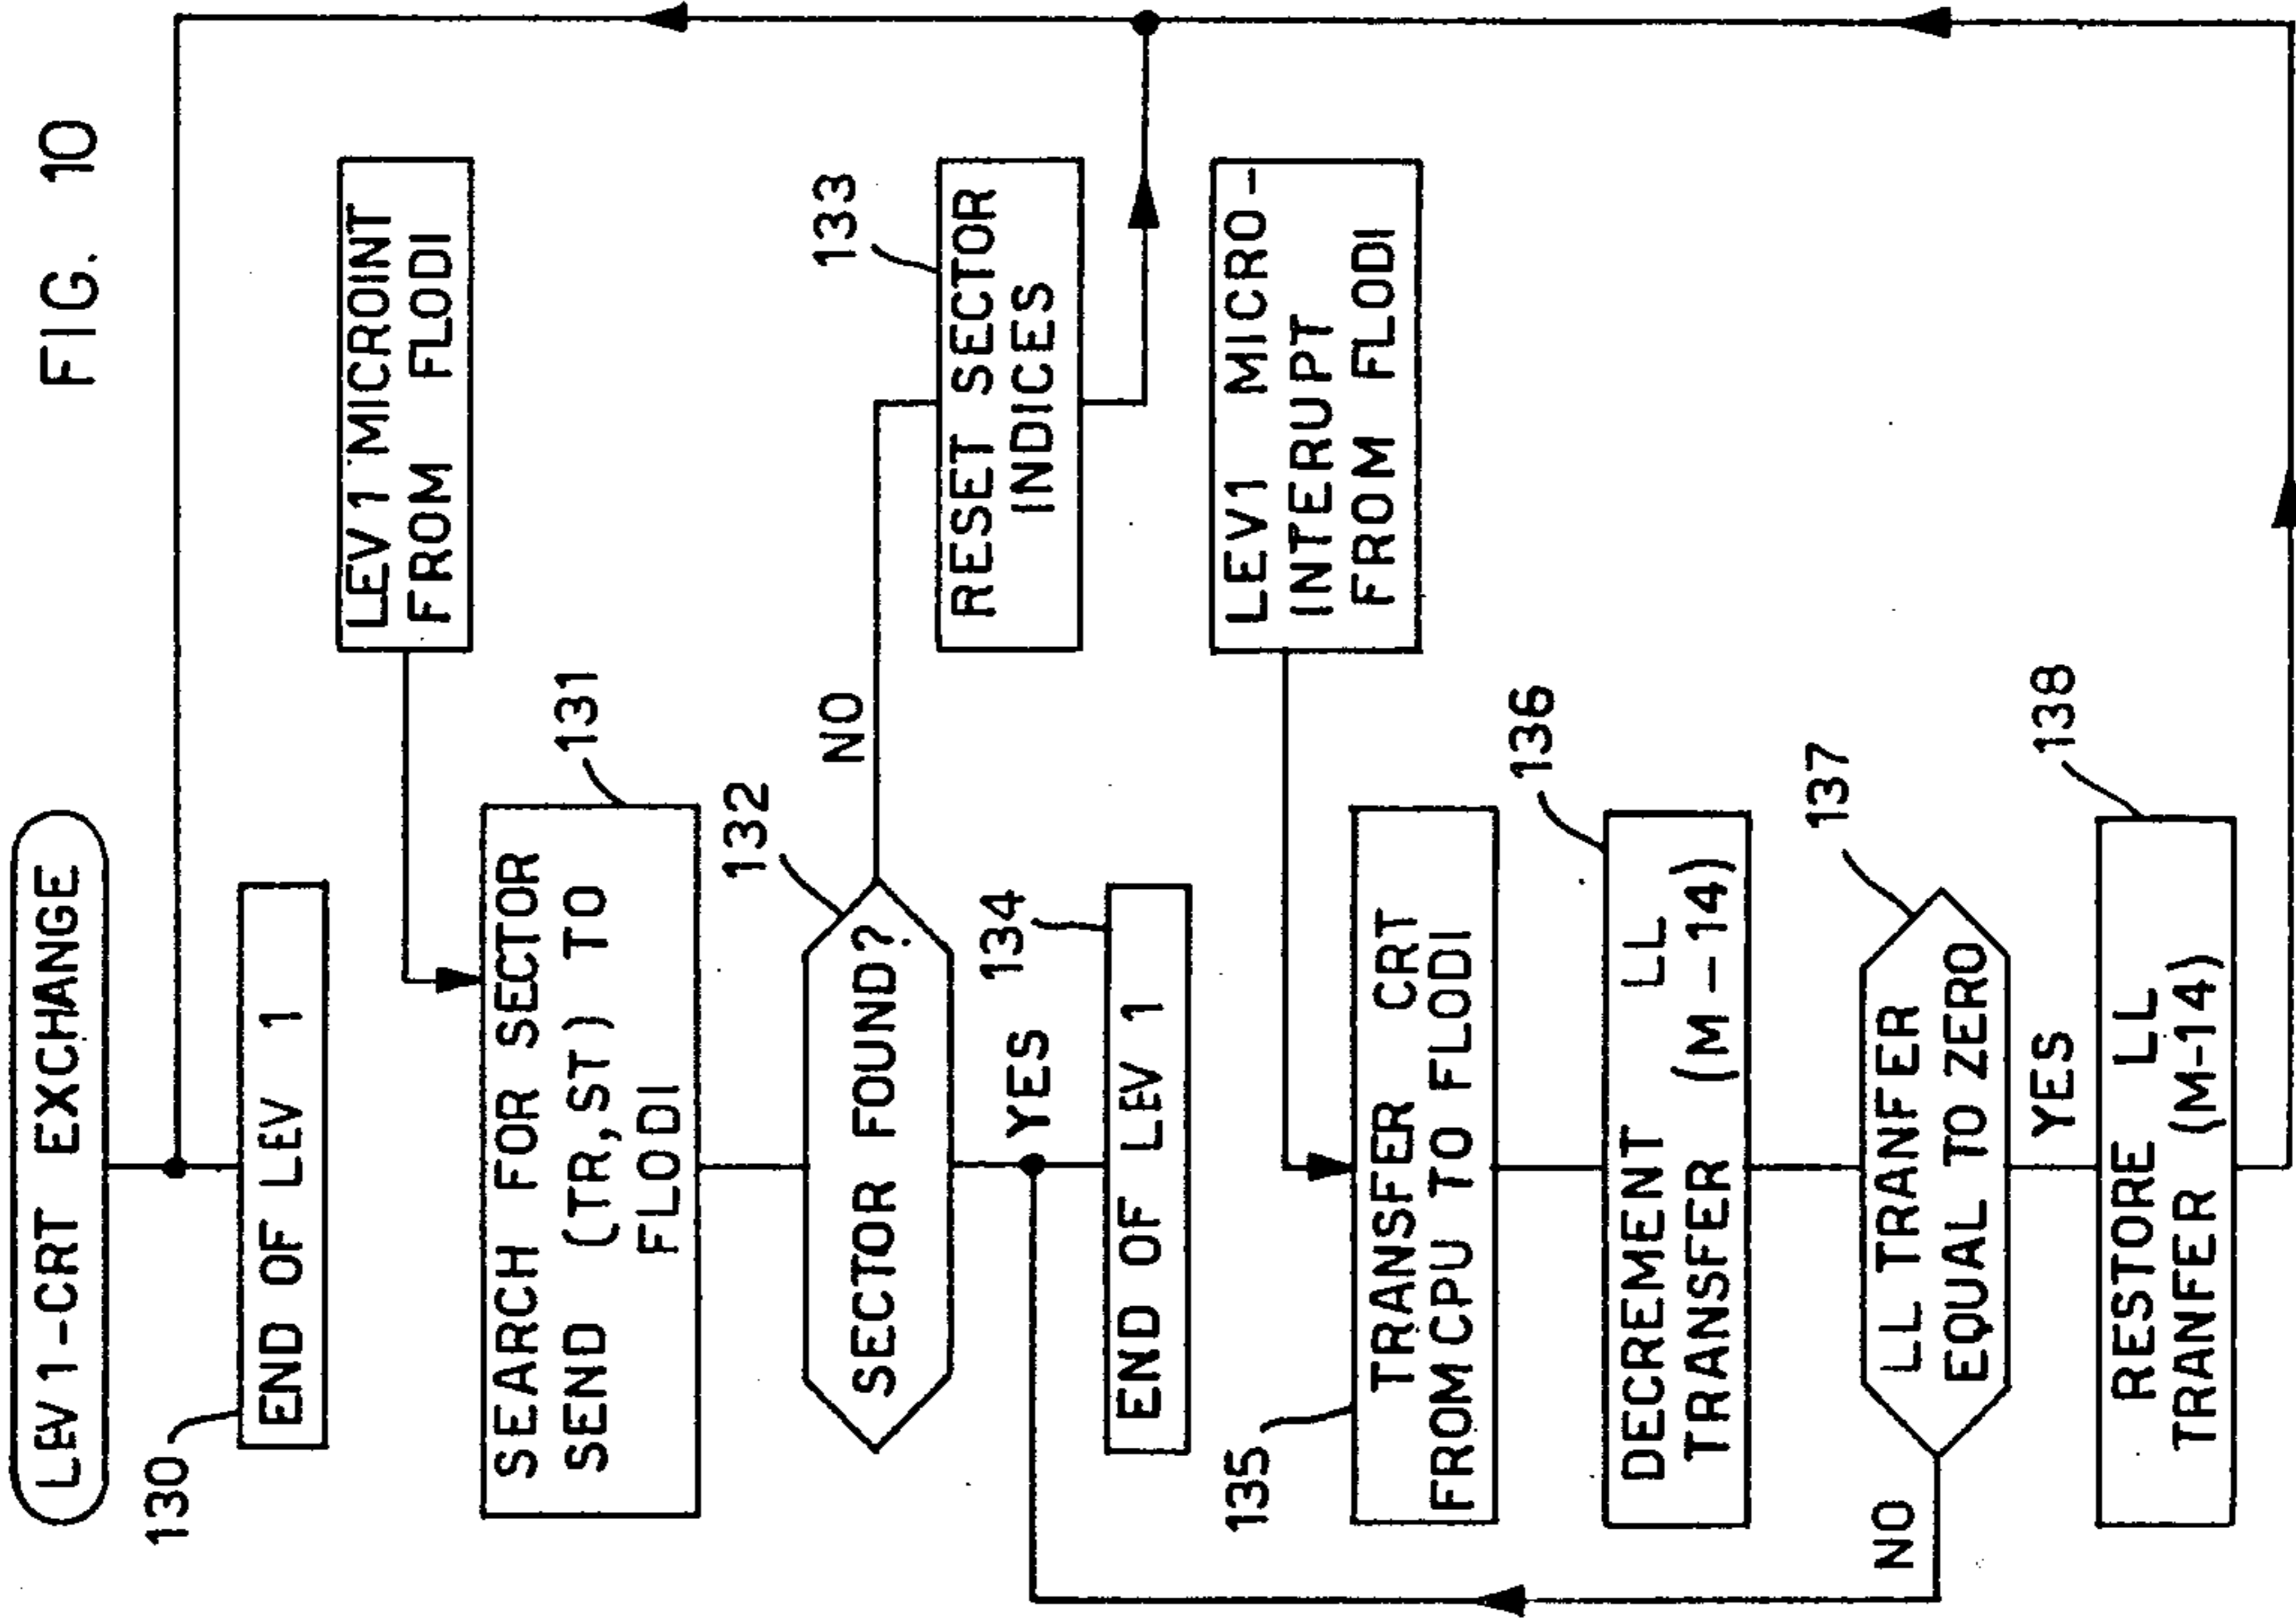 FIG. 10
LEV1-CRT EXCHANGE
130
END OF LEV 1
LEV1 MICROINT
FROM FLODI
131
SEARCH FOR SECTOR
SEND (TR,ST) TO
FLODI
132
SECTOR FOUND?
NO
YES
133
RESET SECTOR
INDICES
134
END OF LEV 1
LEV1 MICRO-
INTERUPT
FROM FLODI
135
TRANSFER CRT
FROMCPU TO FLODI
136
DECREMENT LL
TRANSFER (M-14)
137
LL TRANSFER
EQUAL TO ZERO
NO
YES
138
RESTORE LL
TRANFER (M-14)